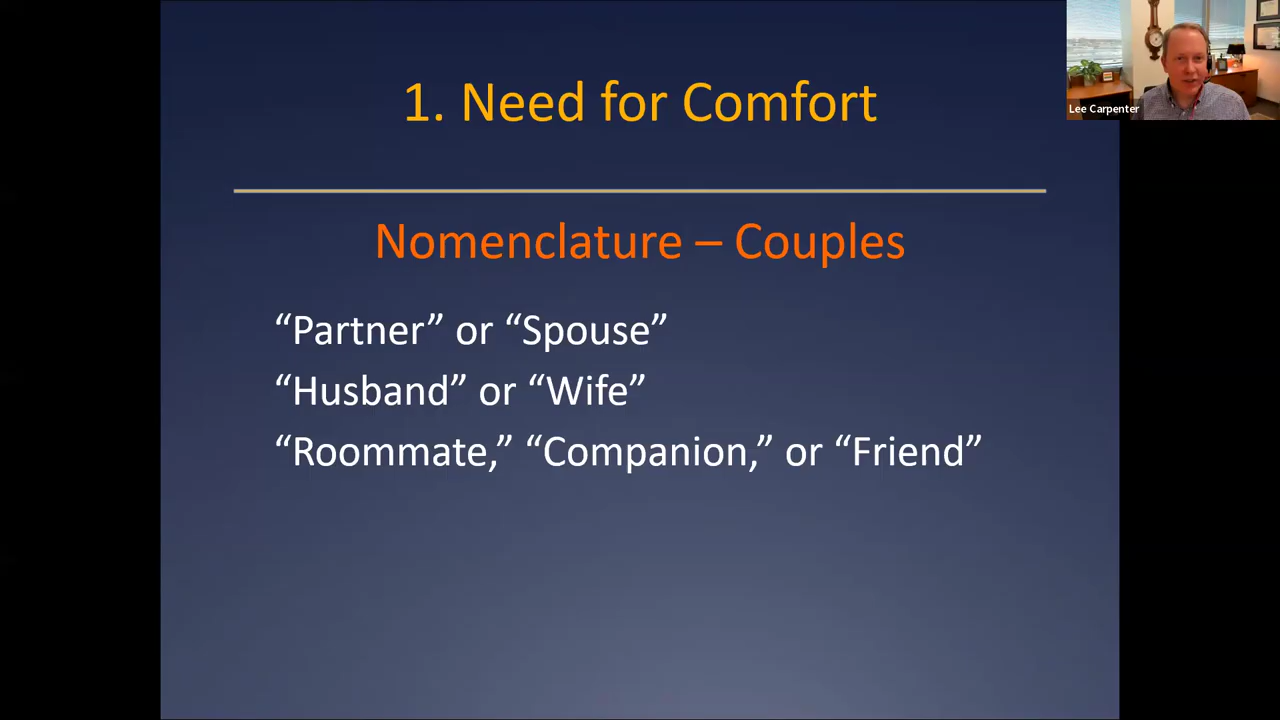 1. Need for Comfort
Lee Carpenter
Nomenclature – Couples
“Partner” or “Spouse”
“Husband” or “Wife”
“Roommate,” “Companion,” or “Friend”